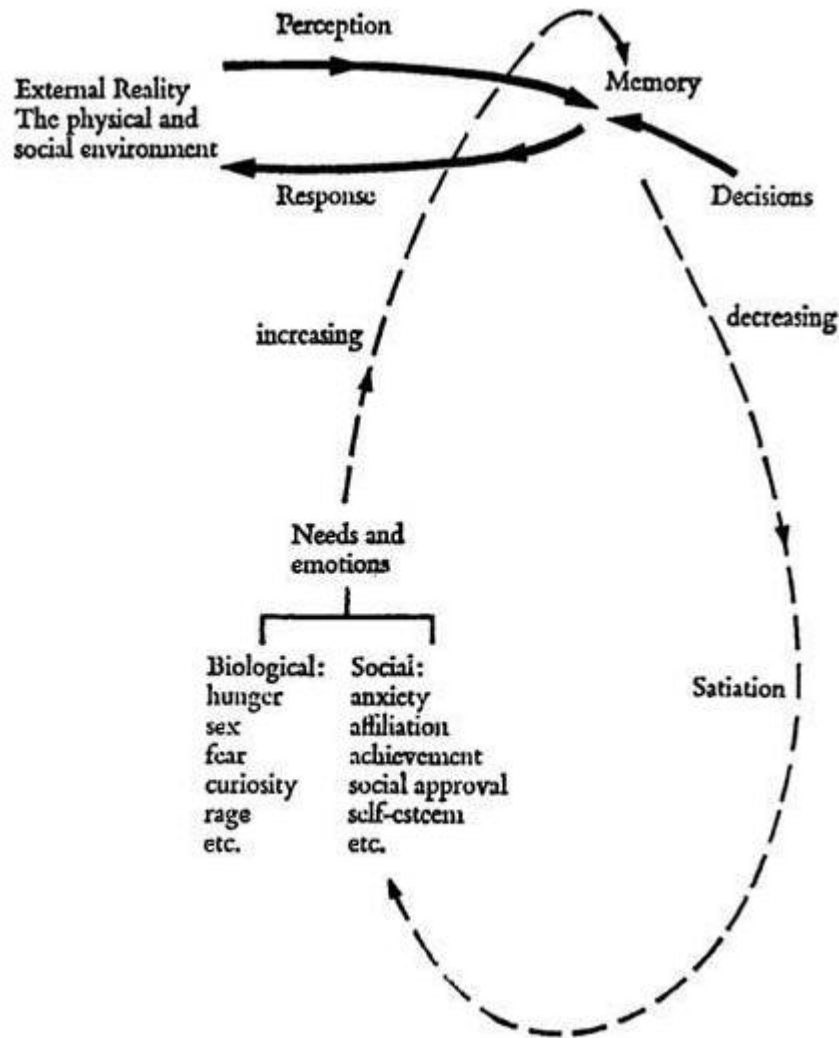 Perception
External Reality
The physical and
social environment
Memory
Response
Decisions
increasing
decreasing
Needs and
emotions
Biological:
hunger
sex
fear
curiosity
rage
etc.
Social:
anxiety
affiliation
achievement
social approval
self-esteem
etc.
Satiation